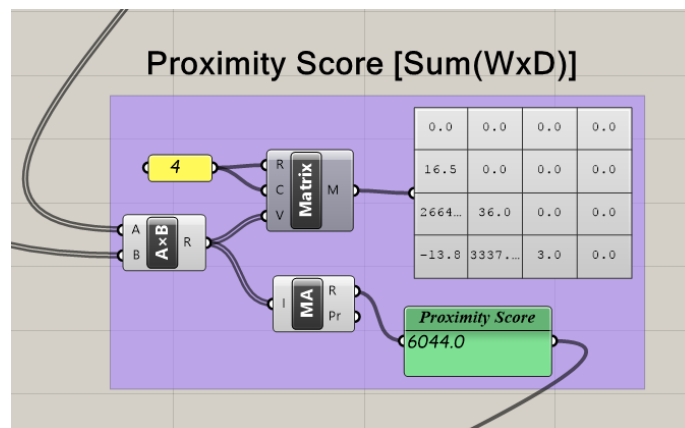 Proximity Score [Sum(WxD)]
4
R
C
V
Matrix
M
0.0 0.0 0.0 0.0
16.5 0.0 0.0 0.0
2664… 36.0 0.0 0.0
-13.8 3337.… 3.0 0.0
A
B
A×B
R
I
MA
R
Pr
Proximity Score
6044.0